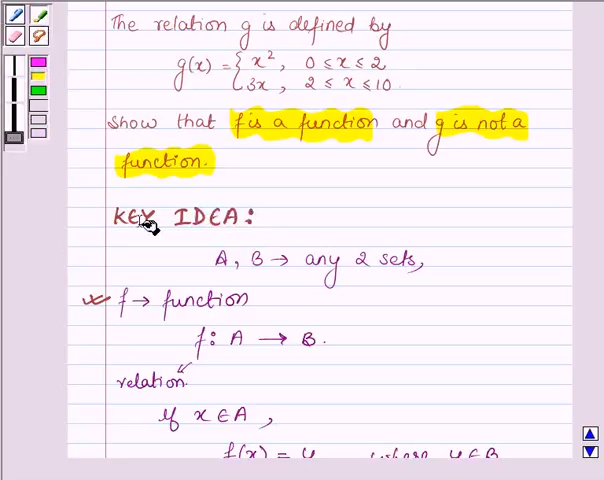 The relation g is defined by
g(x) = { x², 0 ≤ x ≤ 2
3x, 2 ≤ x ≤ 10.
Show that f is a function and g is not a
function.
KEY IDEA:
A, B → any 2 sets,
f → function
f: A → B.
relation
If x ∈ A,
f(x) = y where y ∈ B